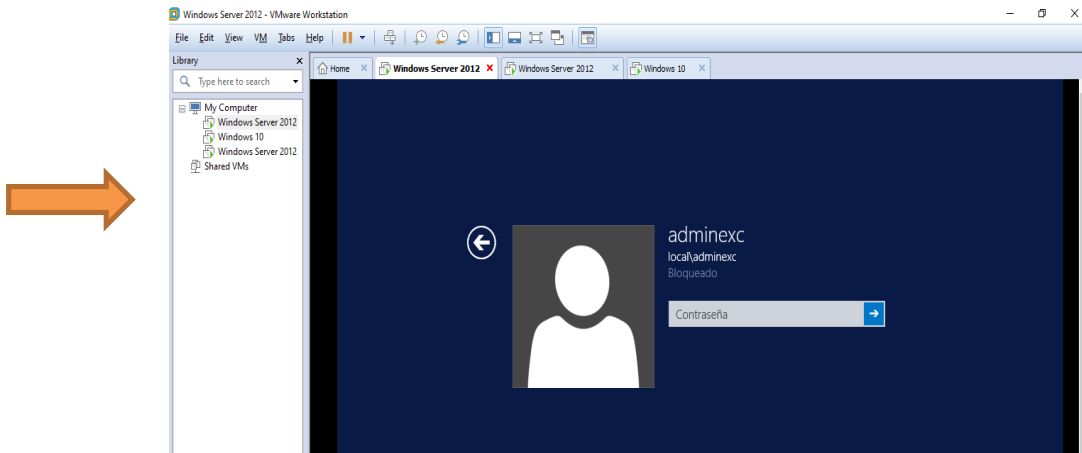 Windows Server 2012 - VMware Workstation
File Edit View VM Tabs Help
Library
Type here to search
Home Windows Server 2012 Windows Server 2012 Windows 10
My Computer
Windows Server 2012
Windows 10
Windows Server 2012
Shared VMs
adminexc
local\adminexc
Bloqueado
Contraseña